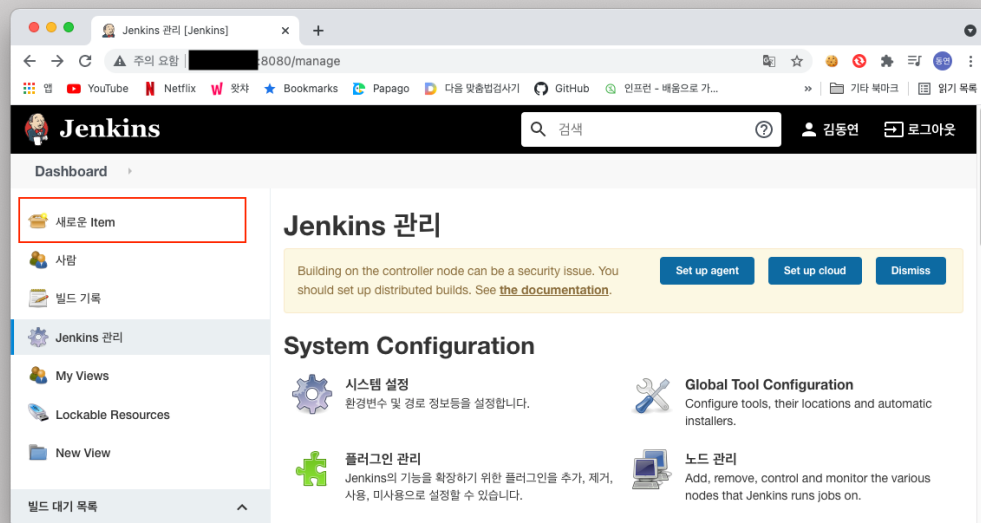 Jenkins 관리 [Jenkins]
주의 요함 :8080/manage
앱 YouTube Netflix 왓챠 Bookmarks Papago 다음 맞춤법검사기 GitHub 인프런 - 배움으로 가... » 기타 북마크 읽기 목록
동연
Jenkins
검색
김동연 로그아웃
Dashboard
새로운 Item
사람
빌드 기록
Jenkins 관리
My Views
Lockable Resources
New View
빌드 대기 목록
Jenkins 관리
Building on the controller node can be a security issue. You
should set up distributed builds. See the documentation.
Set up agent Set up cloud Dismiss
System Configuration
시스템 설정
환경변수 및 경로 정보등을 설정합니다.
Global Tool Configuration
Configure tools, their locations and automatic
installers.
플러그인 관리
Jenkins의 기능을 확장하기 위한 플러그인을 추가, 제거,
사용, 미사용으로 설정할 수 있습니다.
노드 관리
Add, remove, control and monitor the various
nodes that Jenkins runs jobs on.